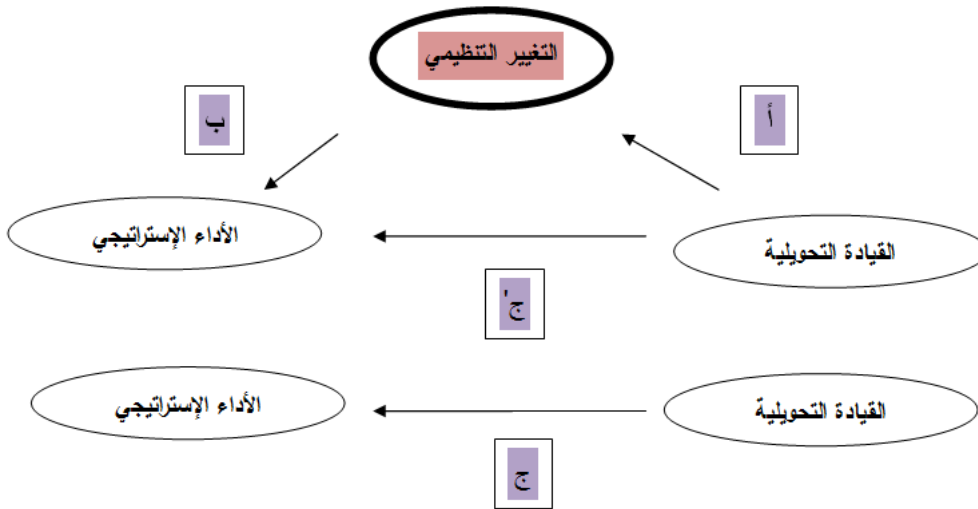 التغيير التنظيمي
أ
ب
القيادة التحويلية
الأداء الإستراتيجي
ج'
القيادة التحويلية
الأداء الإستراتيجي
ج